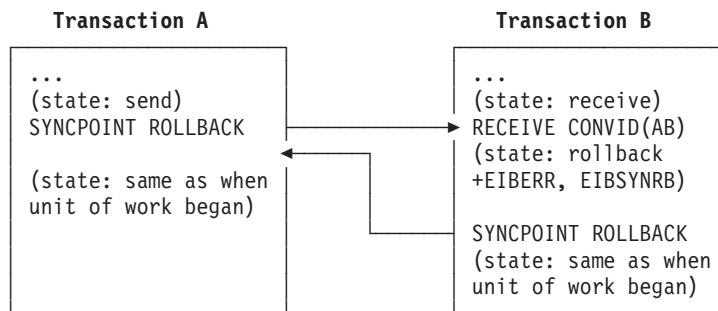 Transaction A
...
(state: send)
SYNCPOINT ROLLBACK
(state: same as when
unit of work began)
Transaction B
...
(state: receive)
RECEIVE CONVID(AB)
(state: rollback
+EIBERR, EIBSYNRB)
SYNCPOINT ROLLBACK
(state: same as when
unit of work began)